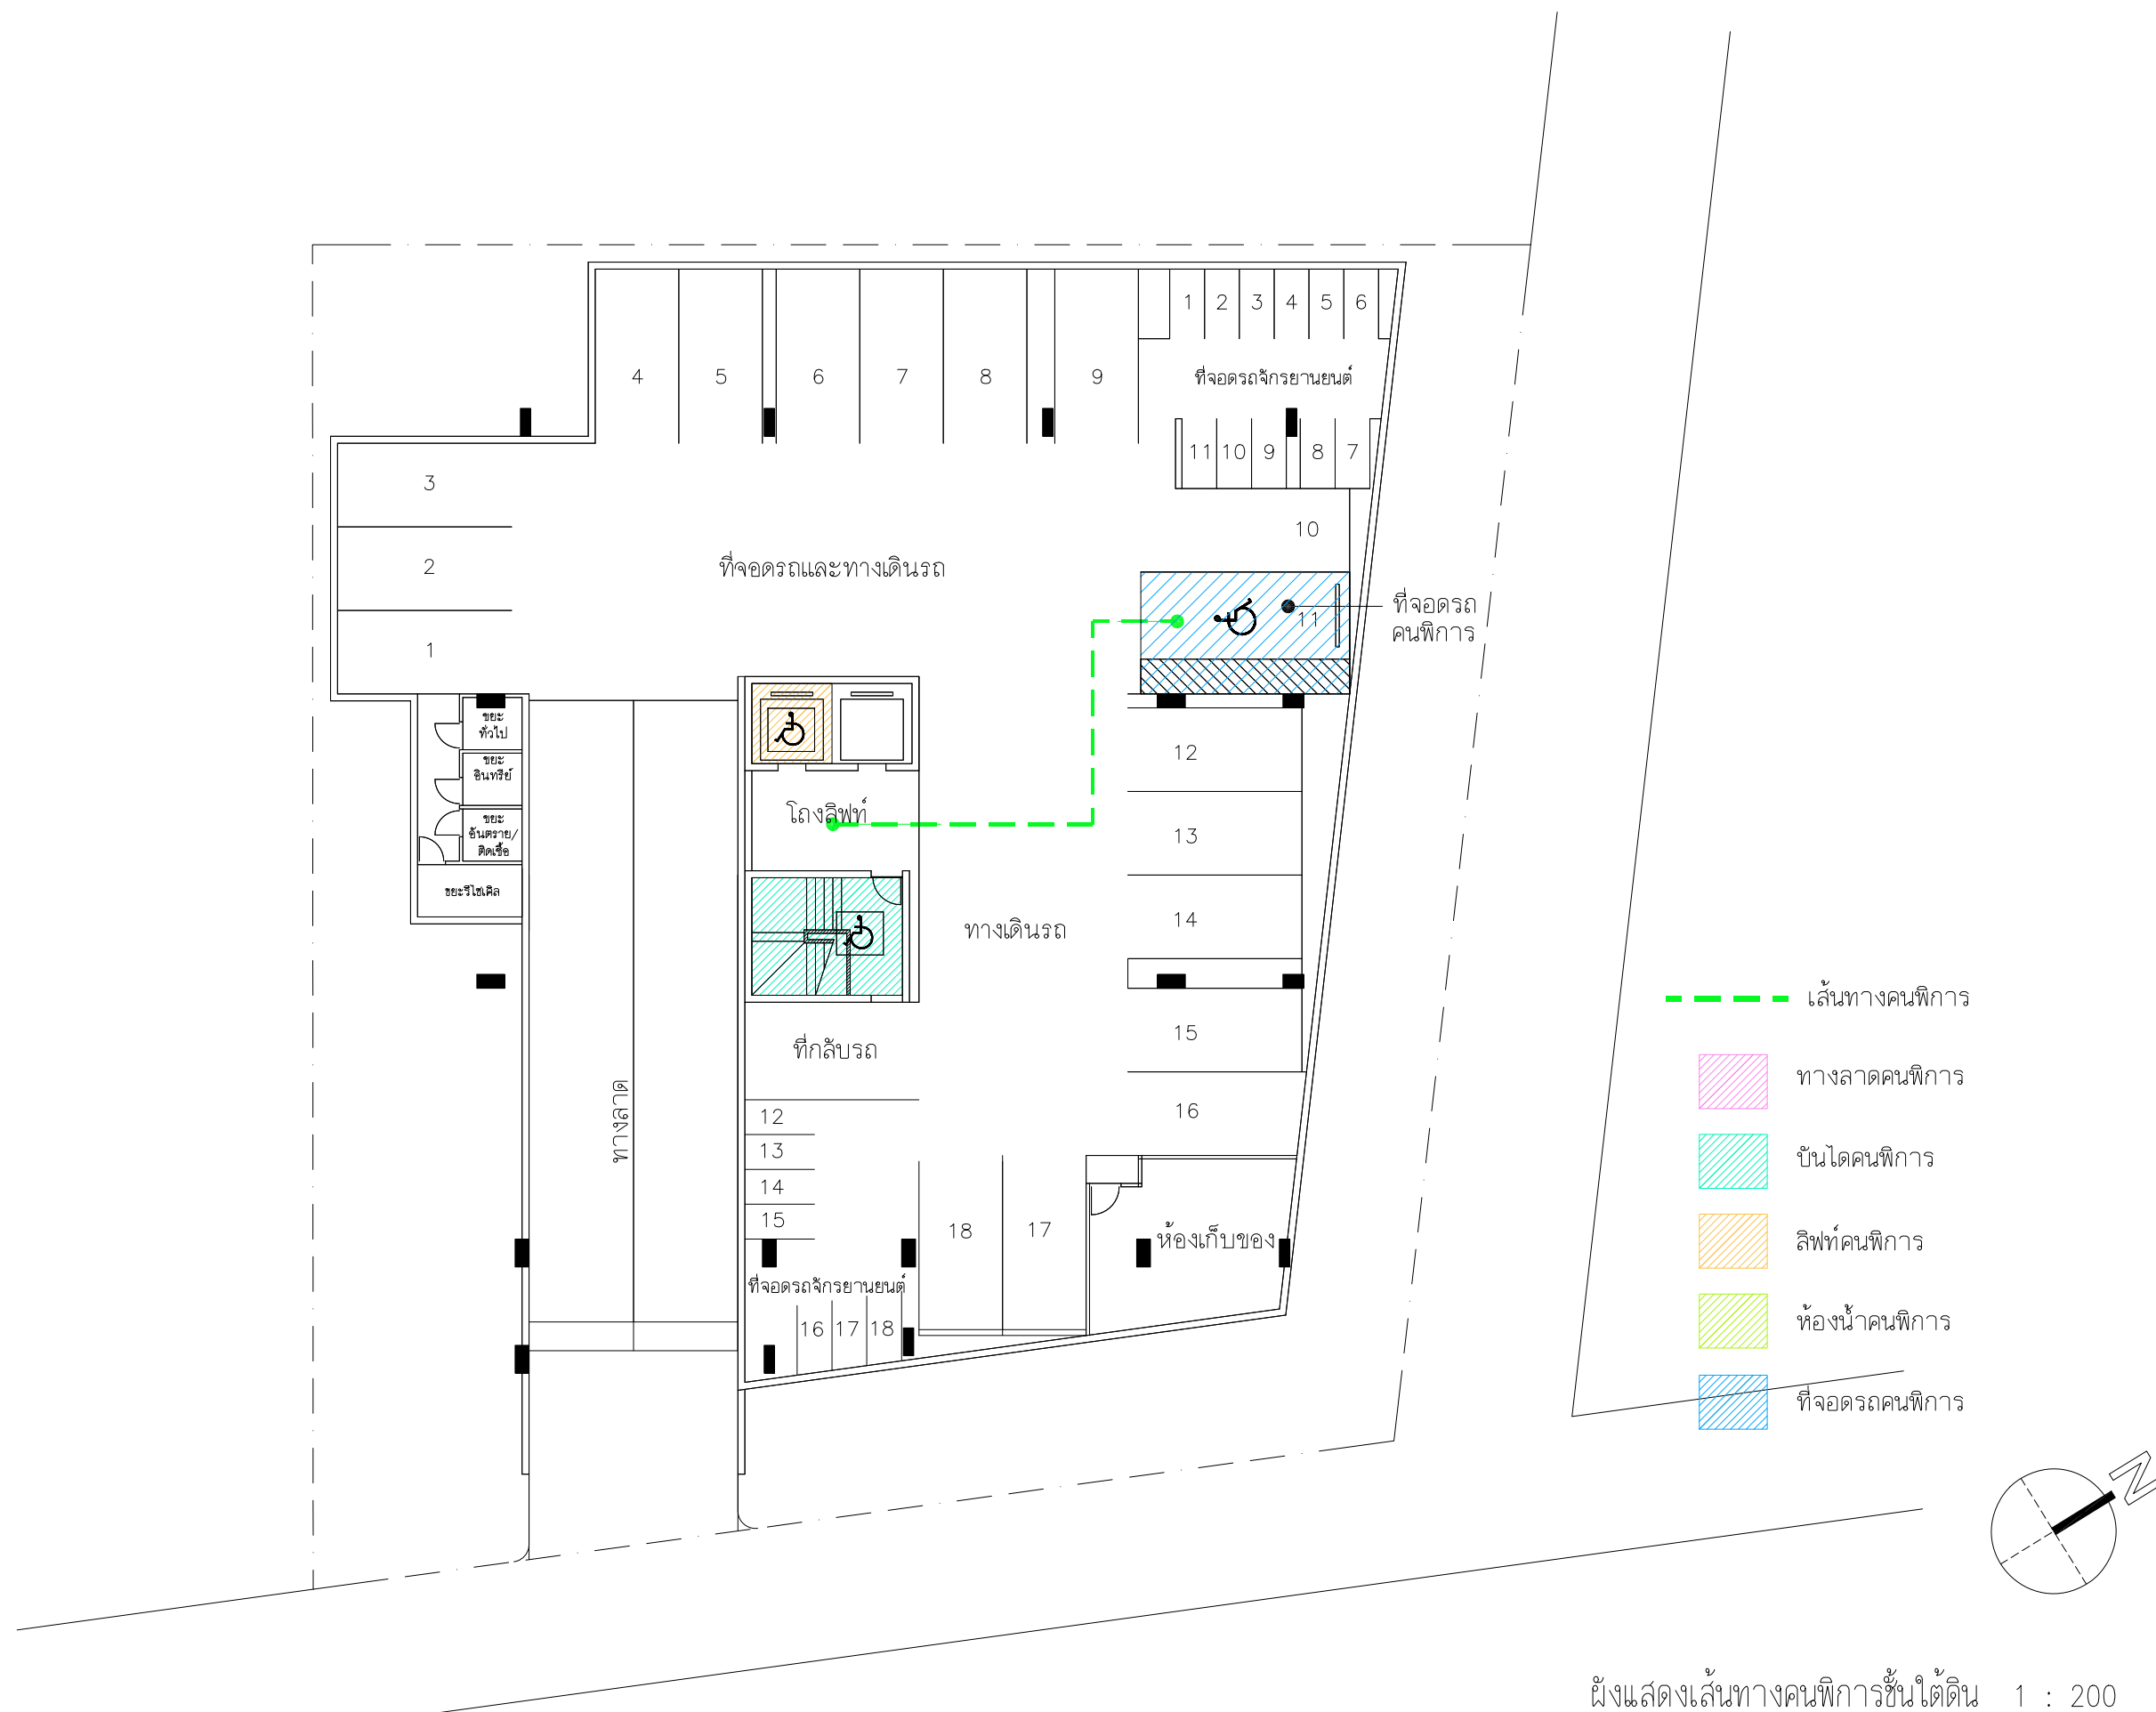 1 2 3 4 5 6
4 5 6 7 8 9
ที่จอดรถจักรยานยนต์
11 10 9 8 7
3
10
2
ที่จอดรถและทางเดินรถ
ที่จอดรถ
คนพิการ
11
1
ขยะ
ทั่วไป
ขยะ
อินทรีย์
ขยะ
อันตราย/
ติดเชื้อ
ขยะรีไซเคิล
โถงลิฟท์
12
13
14
ทางเดินรถ
15
16
ที่กลับรถ
ทางลาด
12
13
14
15
18 17
ห้องเก็บของ
ที่จอดรถจักรยานยนต์
16 17 18
เส้นทางคนพิการ
ทางลาดคนพิการ
บันไดคนพิการ
ลิฟท์คนพิการ
ห้องน้ำคนพิการ
ที่จอดรถคนพิการ
N
ผังแสดงเส้นทางคนพิการชั้นใต้ดิน 1 : 200